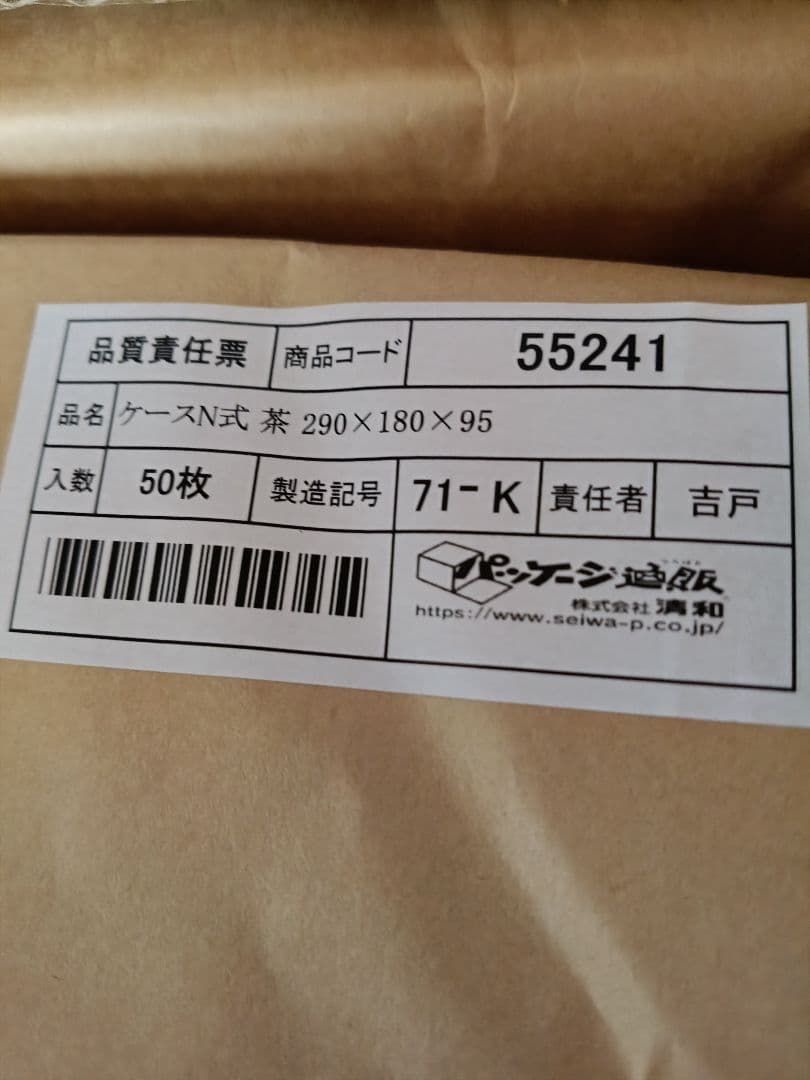 品質責任票 商品コード 55241
品名 ケースN式 茶 290×180×95
入数 50枚 製造記号 71-K 責任者 吉戸
パッケージ通販
株式会社 清和
https://www.seiwa-p.co.jp/